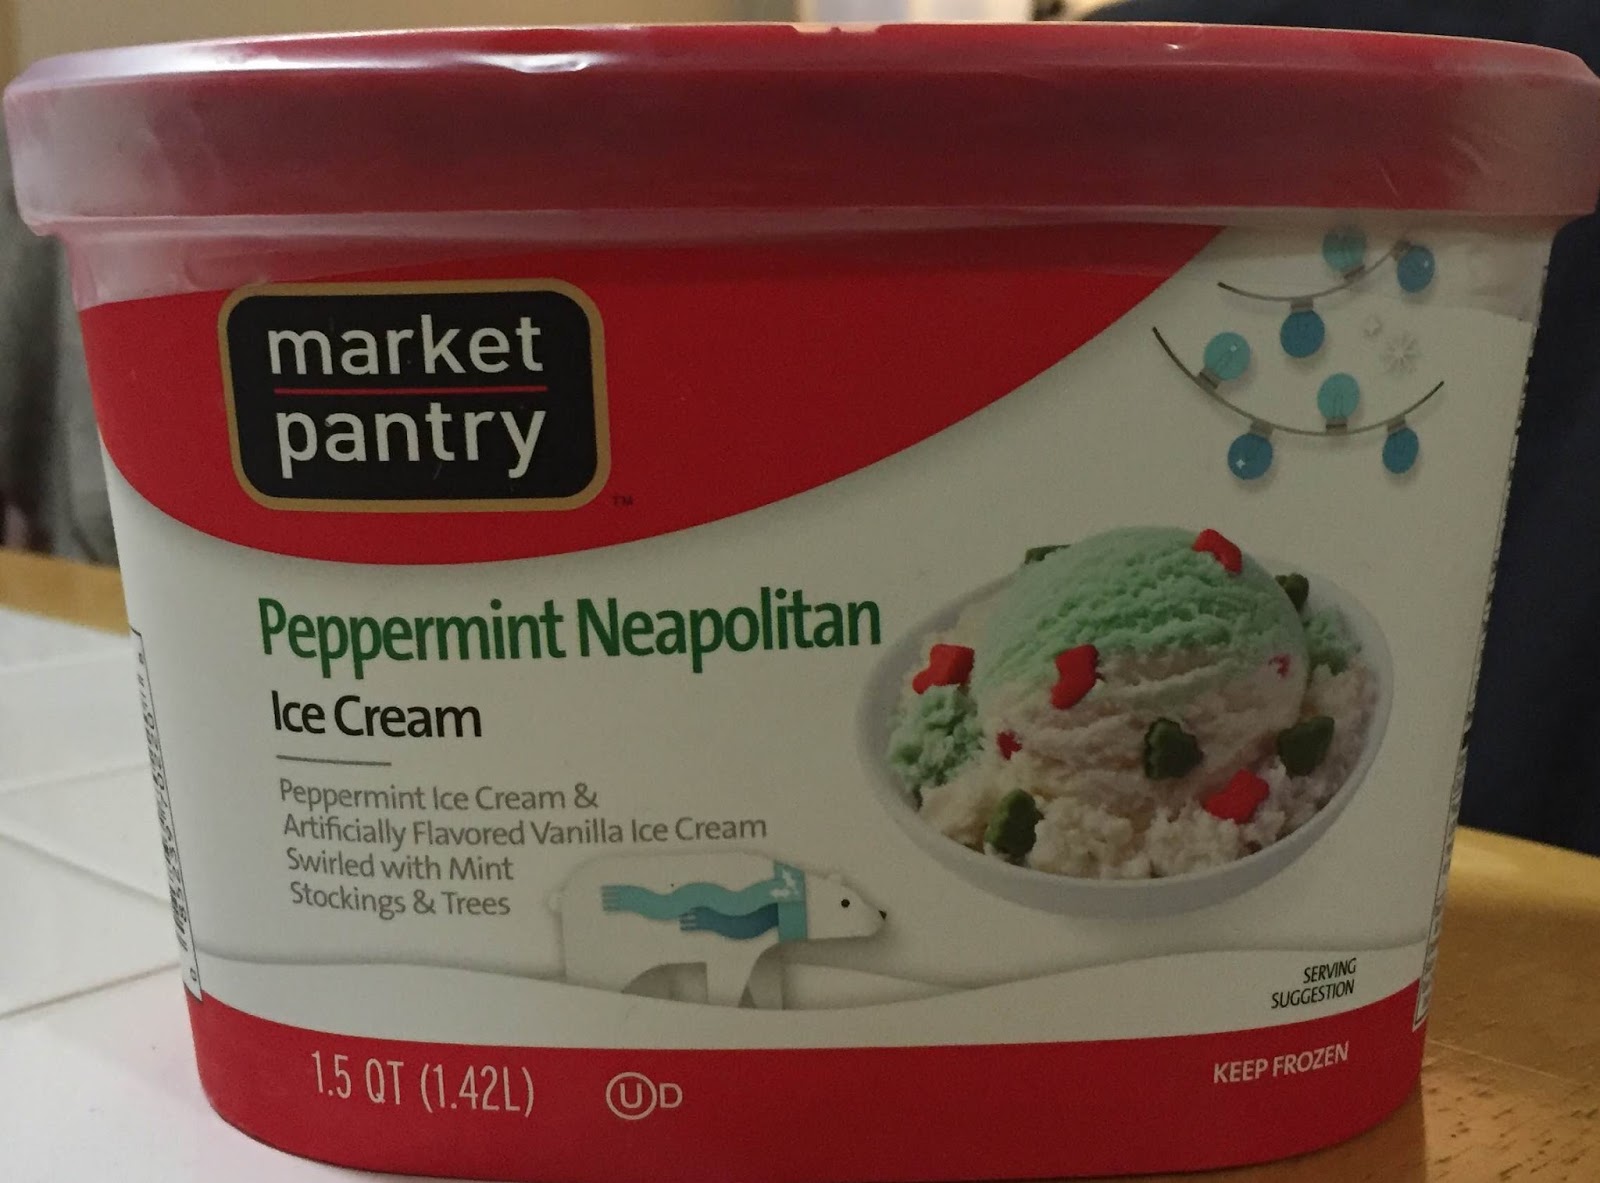 market
pantry
™
Peppermint Neapolitan
Ice Cream
Peppermint Ice Cream &
Artificially Flavored Vanilla Ice Cream
Swirled with Mint
Stockings & Trees
SERVING
SUGGESTION
1.5 QT (1.42L)
UD
KEEP FROZEN